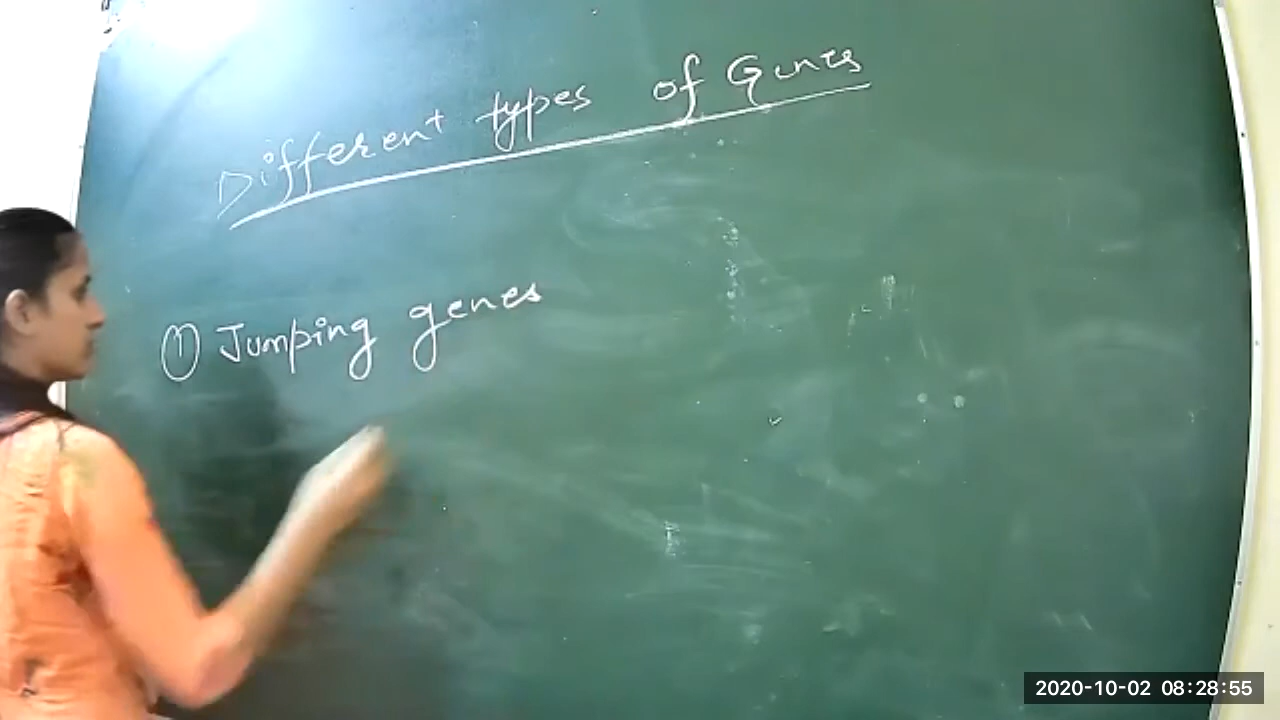 Different types of Genes
① Jumping genes
2020-10-02 08:28:55